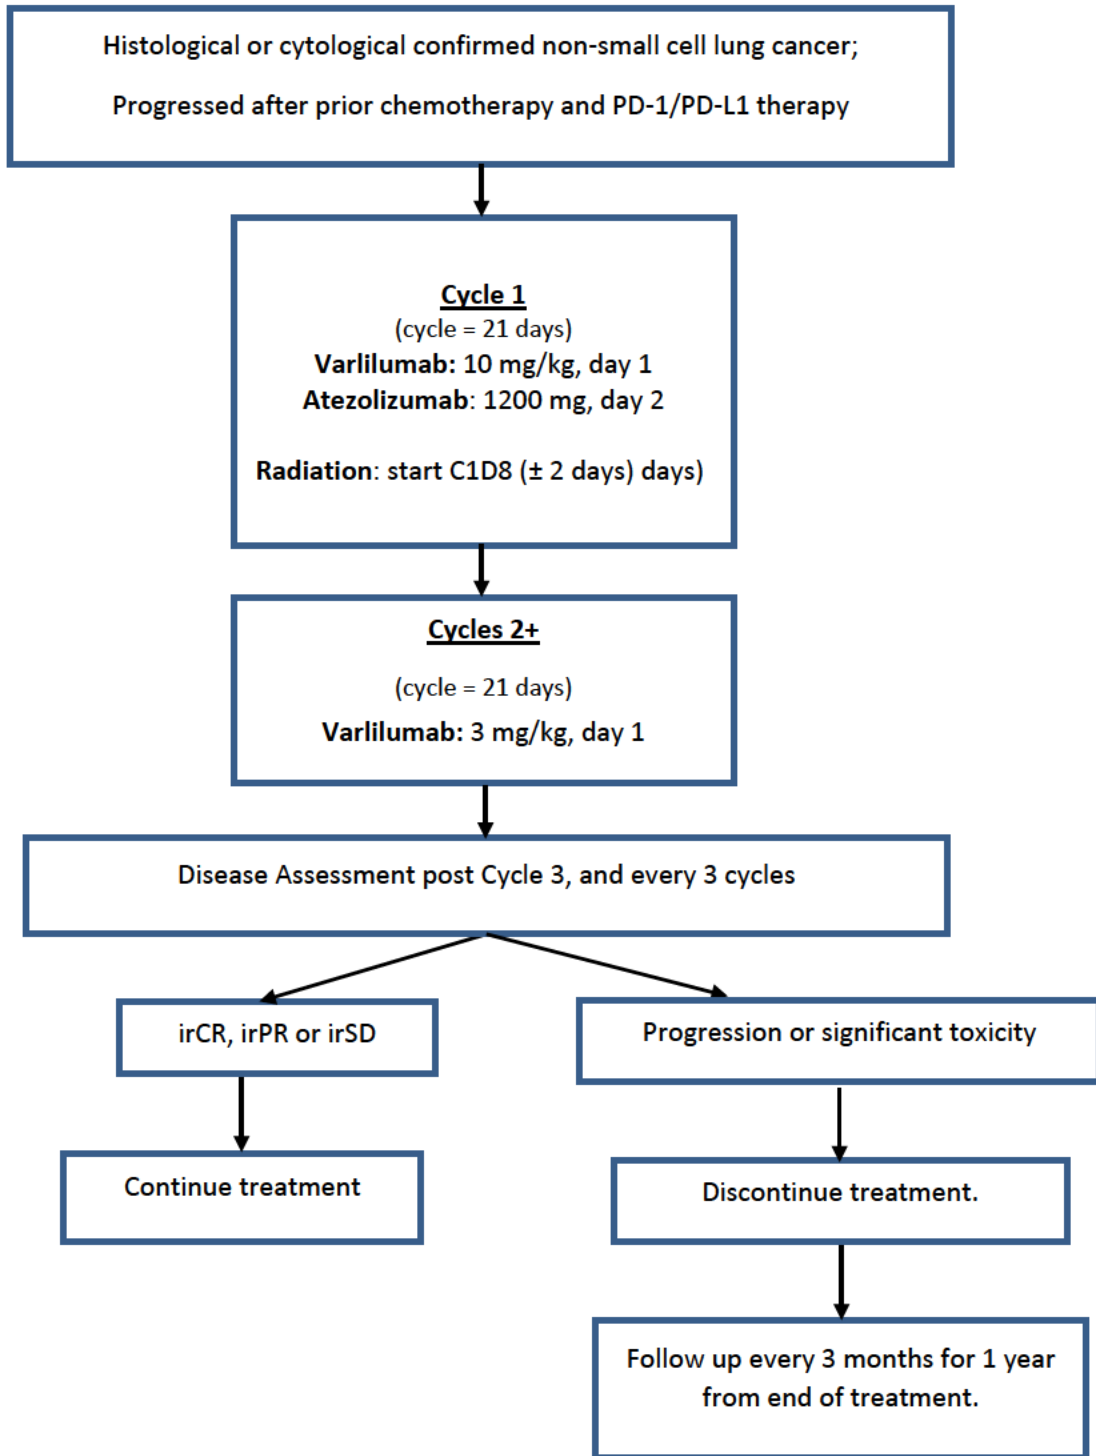 Histological or cytological confirmed non-small cell lung cancer;
Progressed after prior chemotherapy and PD-1/PD-L1 therapy
Cycle 1
(cycle = 21 days)
Varlilumab: 10 mg/kg, day 1
Atezolizumab: 1200 mg, day 2
Radiation: start C1D8 (± 2 days) days)
Cycles 2+
(cycle = 21 days)
Varlilumab: 3 mg/kg, day 1
Disease Assessment post Cycle 3, and every 3 cycles
irCR, irPR or irSD
Progression or significant toxicity
Continue treatment
Discontinue treatment.
Follow up every 3 months for 1 year
from end of treatment.